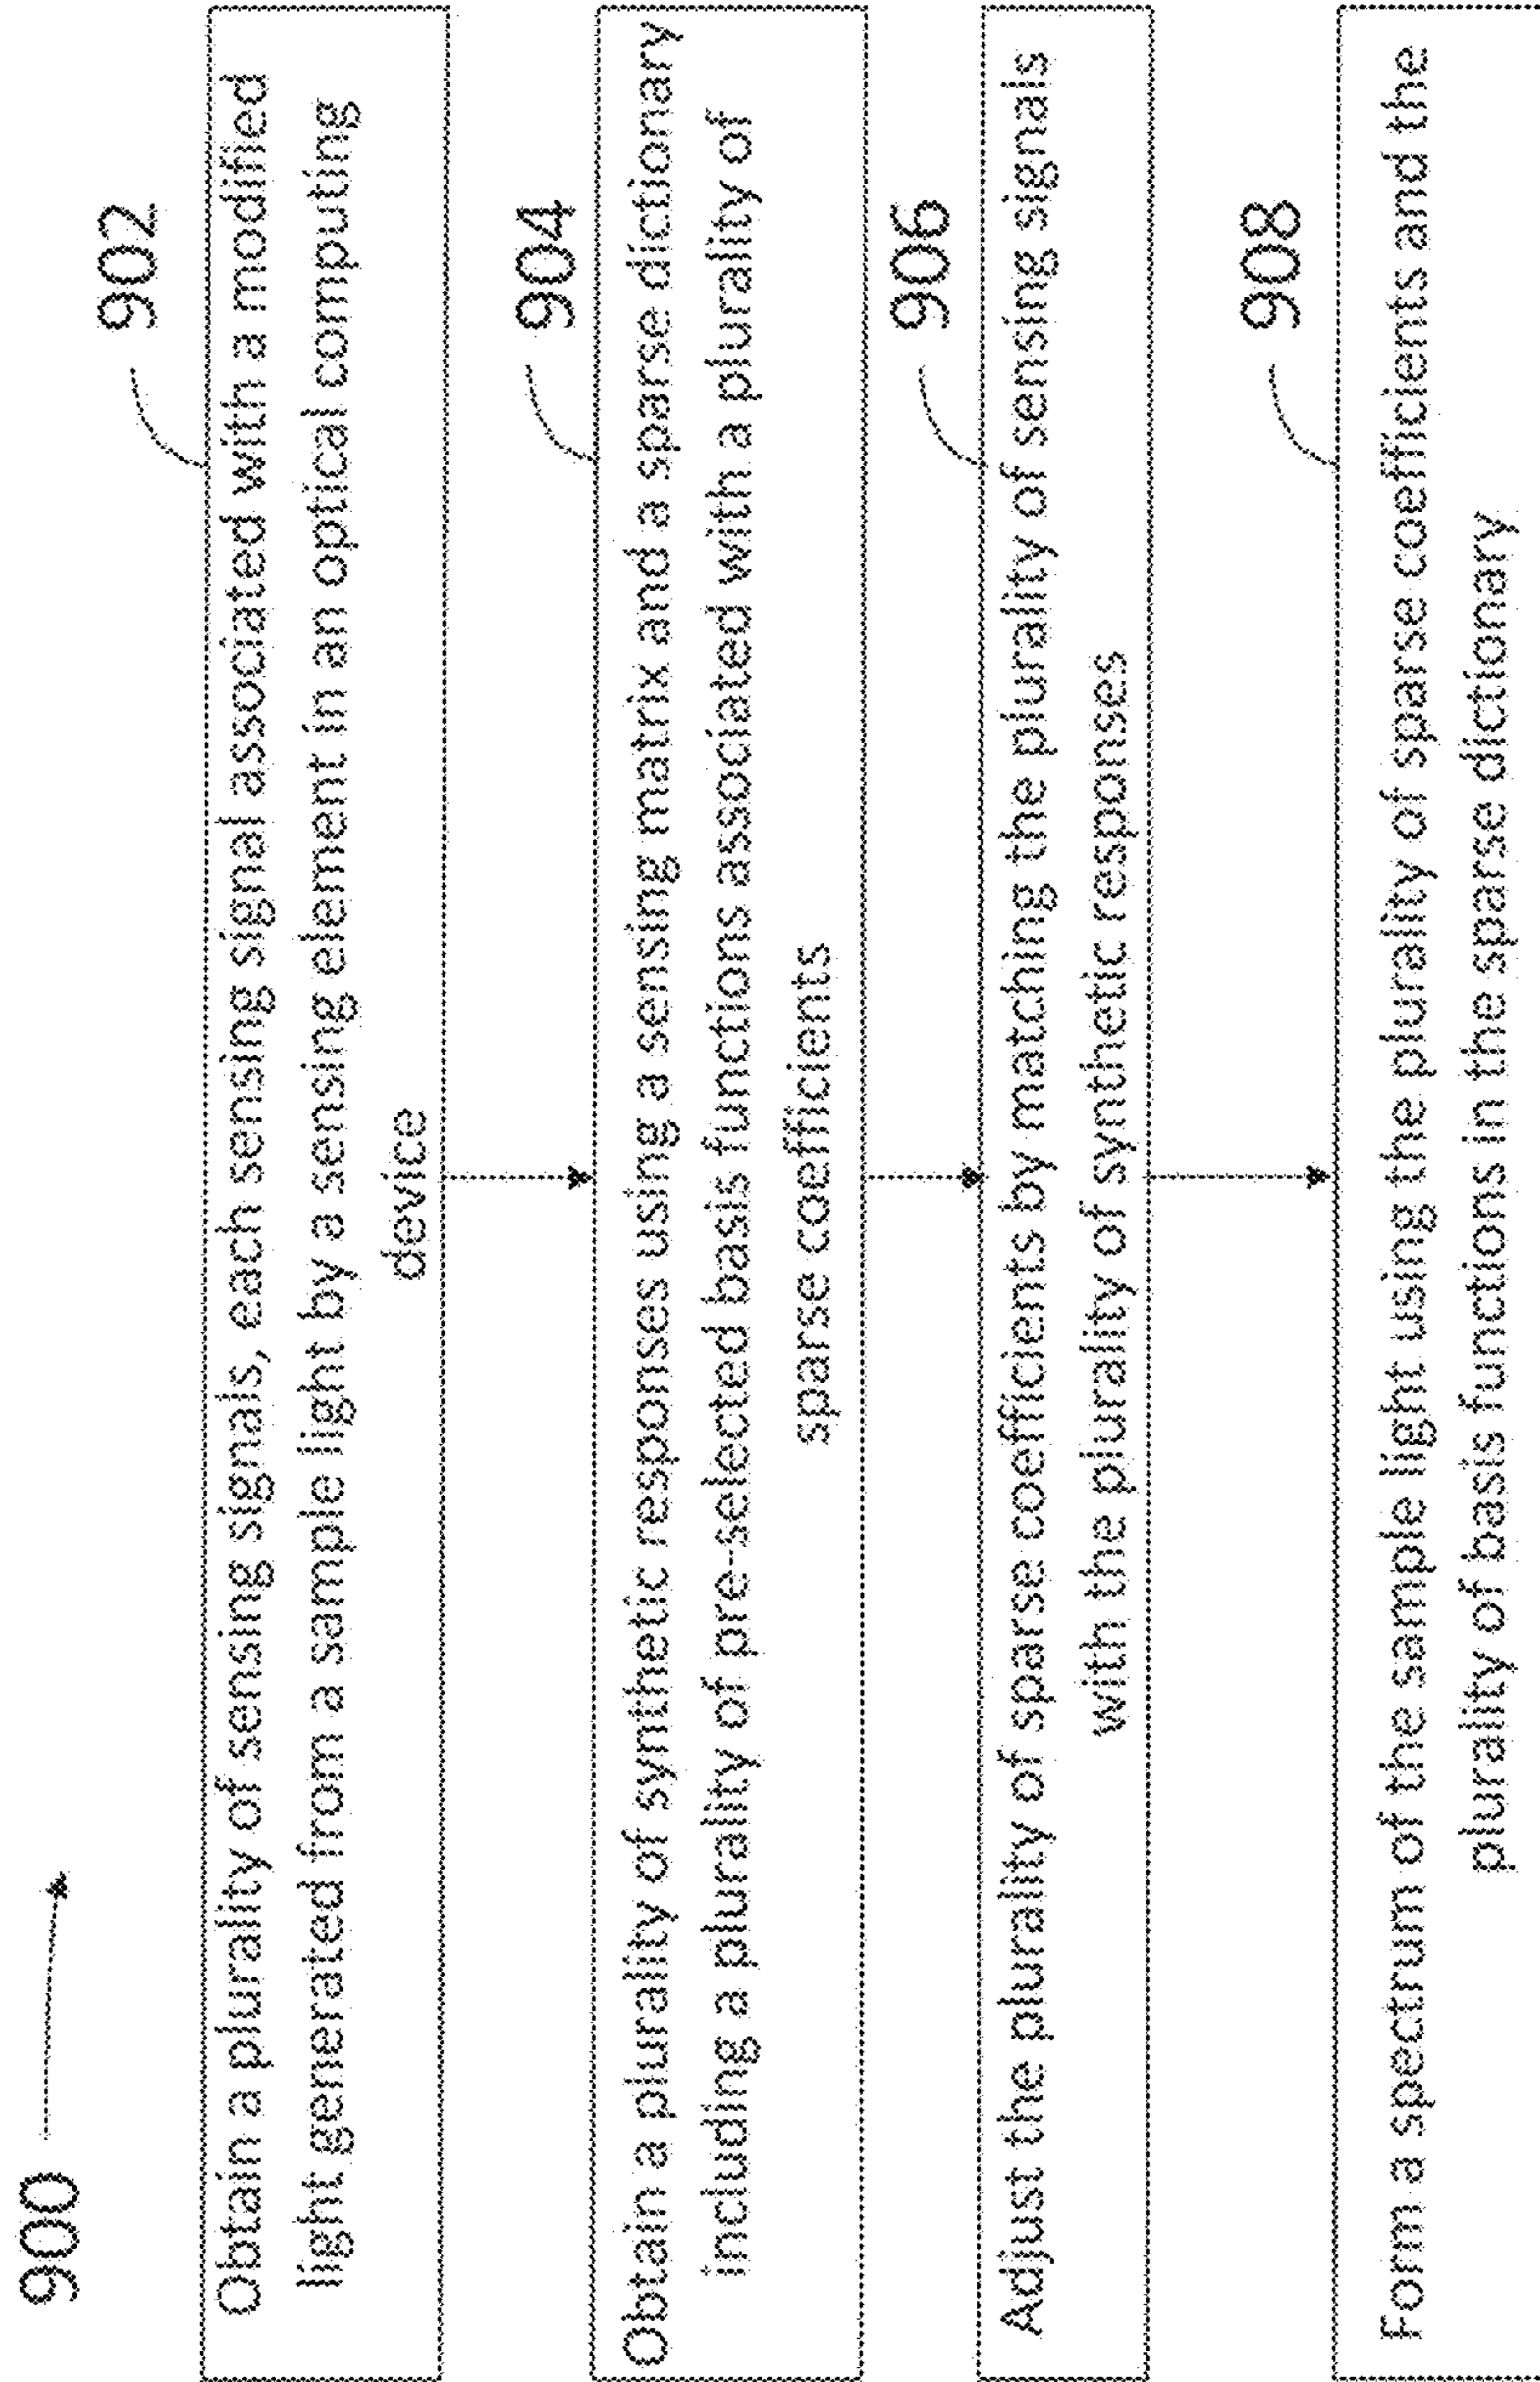 900
902
Obtain a plurality of sensing signals, each sensing signal associated with a modified
light generated from a sample light by a sensing element in an optical computing
device
904
Obtain a plurality of synthetic responses using a sensing matrix and a sparse dictionary
including a plurality of pre-selected basis functions associated with a plurality of
sparse coefficients
906
Adjust the plurality of sparse coefficients by matching the plurality of sensing signals
with the plurality of synthetic responses
908
Form a spectrum of the sample light using the plurality of sparse coefficients and the
plurality of basis functions in the sparse dictionary